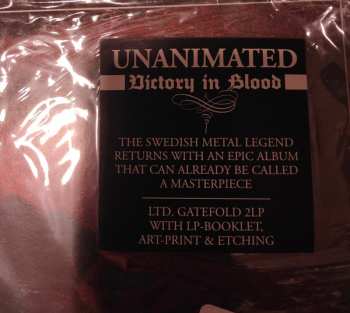 UNANIMATED
Victory in Blood
THE SWEDISH METAL LEGEND
RETURNS WITH AN EPIC ALBUM
THAT CAN ALREADY BE CALLED
A MASTERPIECE
LTD. GATEFOLD 2LP
WITH LP-BOOKLET,
ART-PRINT & ETCHING